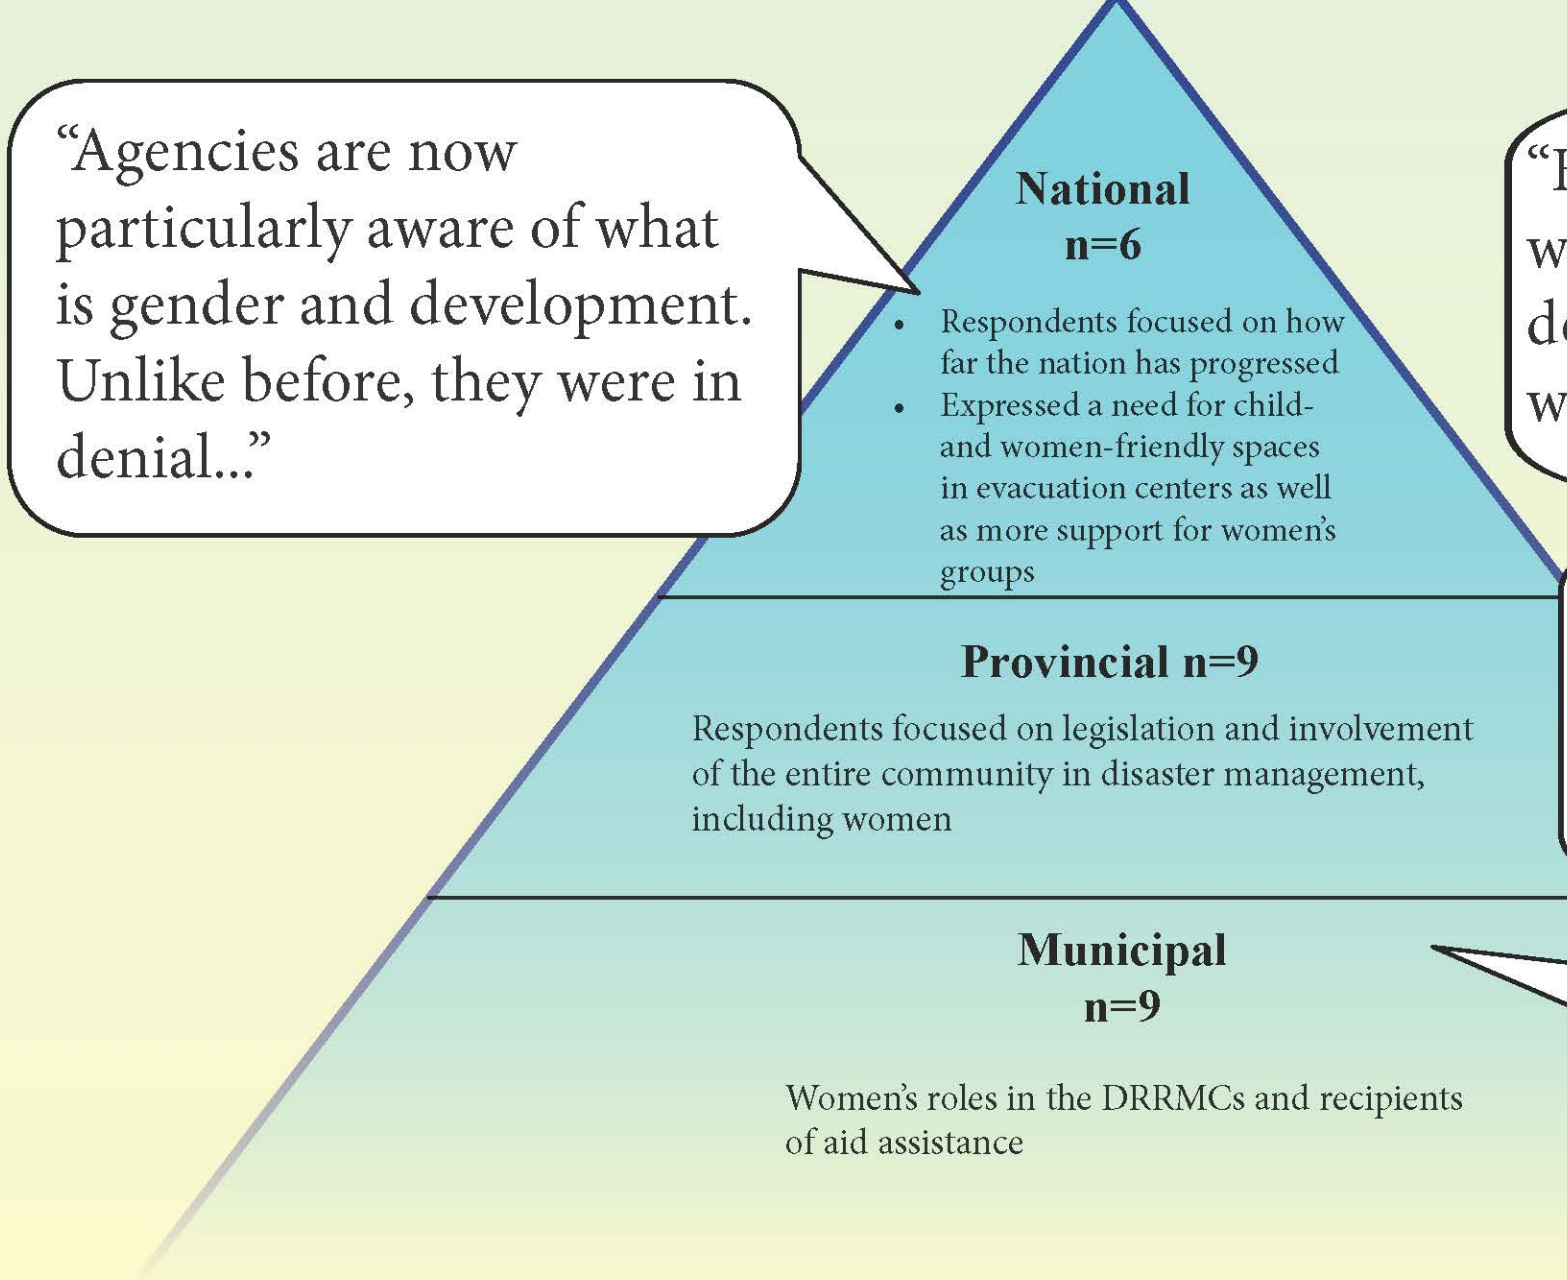 “Agencies are now
particularly aware of what
is gender and development.
Unlike before, they were in
denial...”
National
n=6
• Respondents focused on how
far the nation has progressed
• Expressed a need for child-
and women-friendly spaces
in evacuation centers as well
as more support for women’s
groups
Provincial n=9
Respondents focused on legislation and involvement
of the entire community in disaster management,
including women
Municipal
n=9
Women’s roles in the DRRMCs and recipients
of aid assistance